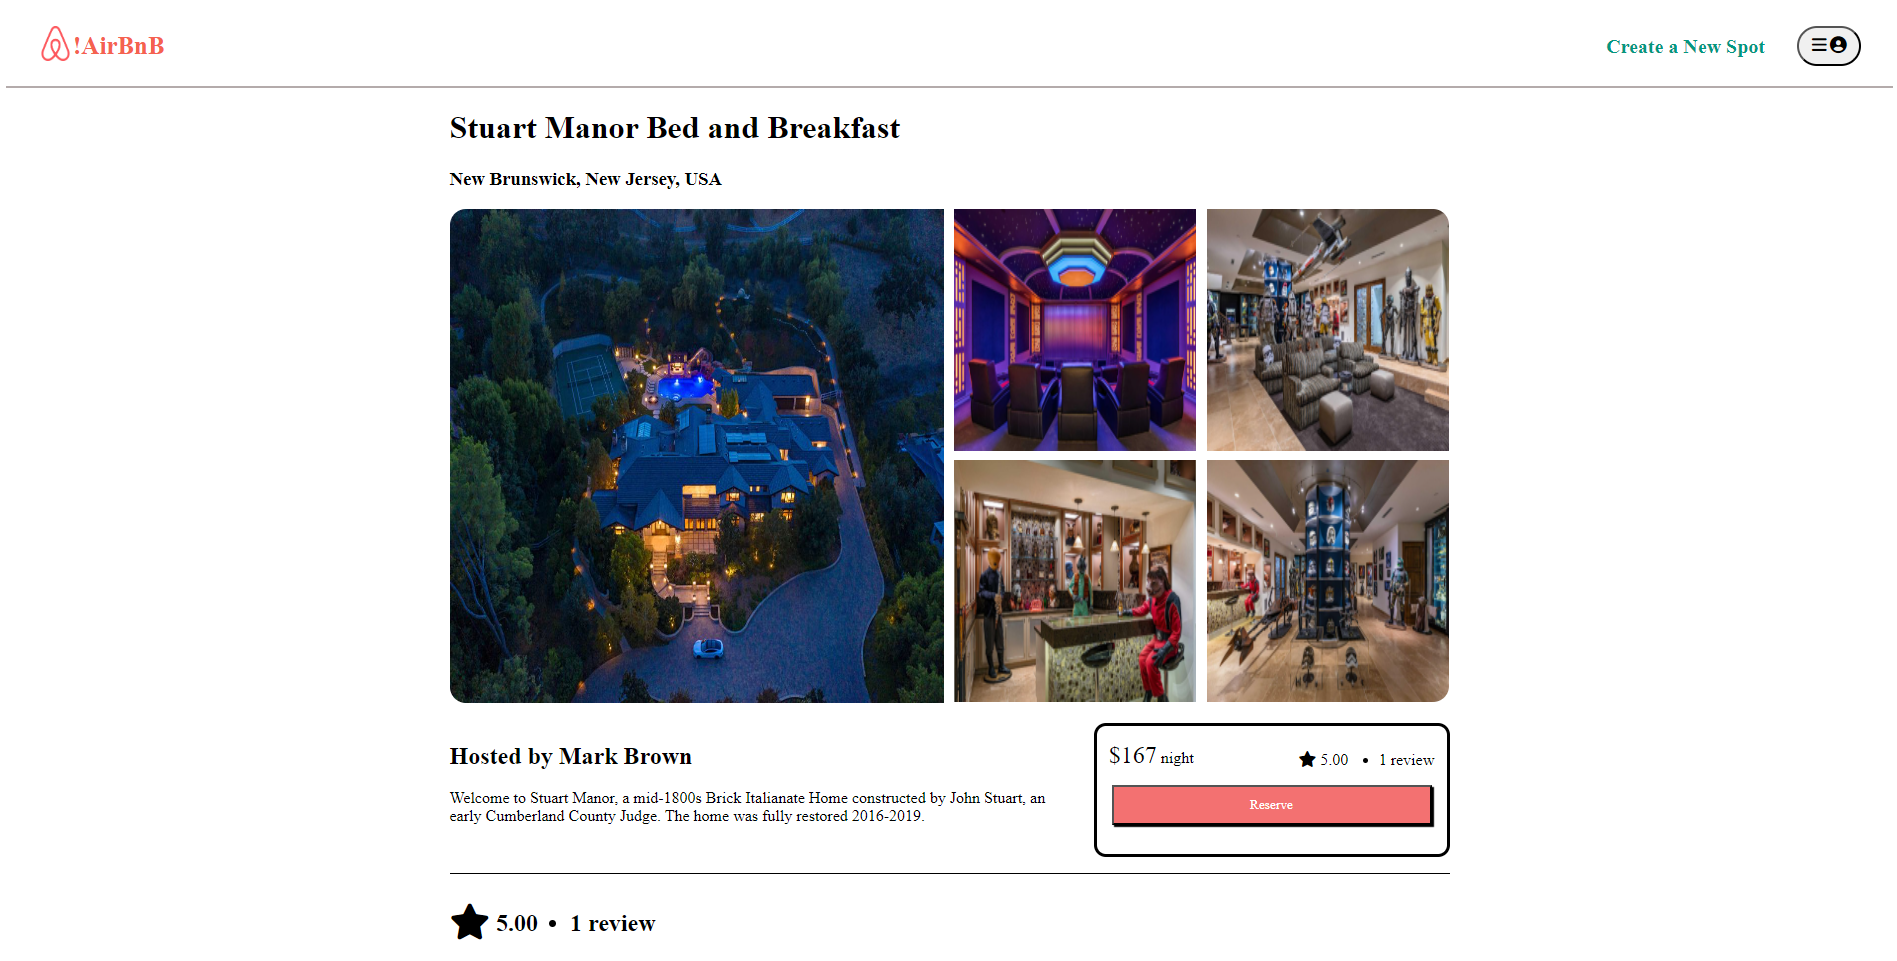 !AirBnB
Create a New Spot
Stuart Manor Bed and Breakfast
New Brunswick, New Jersey, USA
Hosted by Mark Brown
Welcome to Stuart Manor, a mid-1800s Brick Italianate Home constructed by John Stuart, an
early Cumberland County Judge. The home was fully restored 2016-2019.
$167 night
5.00 • 1 review
Reserve
5.00 • 1 review